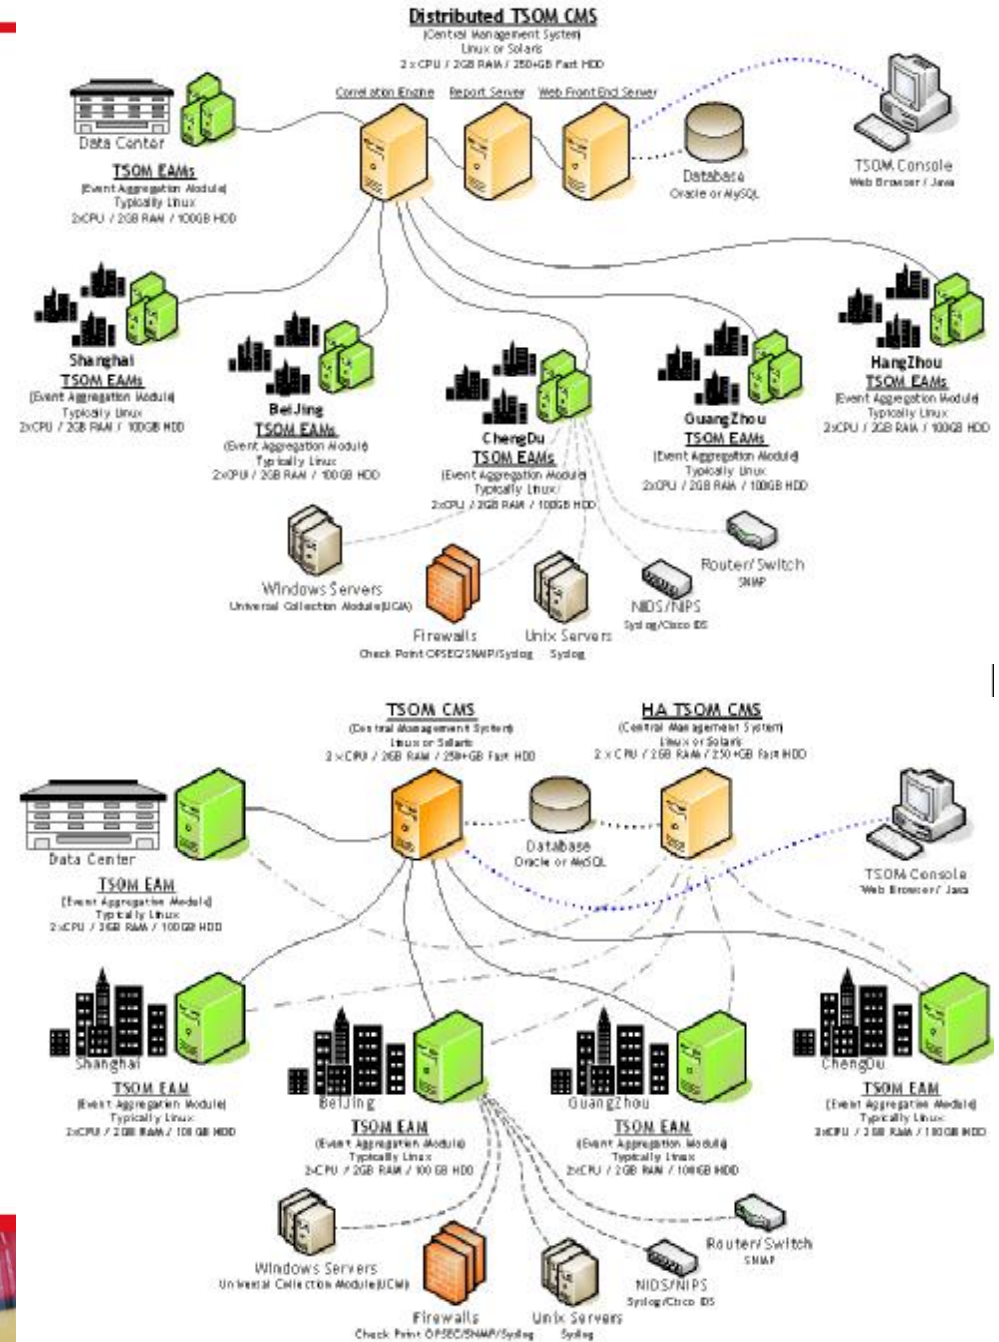 Distributed TSOM CMS
(Central Management System)
Linux or Solaris
2 x CPU / 2GB RAM / 250+GB Fast HDD
Correlation Engine
Report Server
Web Front End Server
Data Center
TSOM EAMs
(Event Aggregation Module)
Typically Linux
2xCPU / 2GB RAM / 100GB HDD
Database
Oracle or MySQL
TSOM Console
Web Browser / Java
Shanghai
TSOM EAMs
(Event Aggregation Module)
Typically Linux
2xCPU / 2GB RAM / 100GB HDD
BeiJing
TSOM EAMs
(Event Aggregation Module)
Typically Linux
2xCPU / 2GB RAM / 100GB HDD
ChengDu
TSOM EAMs
(Event Aggregation Module)
Typically Linux
2xCPU / 2GB RAM / 100GB HDD
GuangZhou
TSOM EAMs
(Event Aggregation Module)
Typically Linux
2xCPU / 2GB RAM / 100GB HDD
HangZhou
TSOM EAMs
(Event Aggregation Module)
Typically Linux
2xCPU / 2GB RAM / 100GB HDD
Windows Servers
Universal Collection Module(UCM)
Firewalls
Check Point OPSEC/SNMP/Syslog
Unix Servers
Syslog
NIDS/NIPS
Syslog/Cisco IDS
Router/Switch
SNMP
TSOM CMS
(Central Management System)
Linux or Solaris
2 x CPU / 2GB RAM / 250+GB Fast HDD
HA TSOM CMS
(Central Management System)
Linux or Solaris
2 x CPU / 2GB RAM / 250+GB Fast HDD
Data Center
TSOM EAM
(Event Aggregation Module)
Typically Linux
2xCPU / 2GB RAM / 100GB HDD
Database
Oracle or MySQL
TSOM Console
Web Browser/ Java
Shanghai
TSOM EAM
(Event Aggregation Module)
Typically Linux
2xCPU / 2GB RAM / 100 GB HDD
BeiJing
TSOM EAM
(Event Aggregation Module)
Typically Linux
2xCPU / 2GB RAM / 100 GB HDD
GuangZhou
TSOM EAM
(Event Aggregation Module)
Typically Linux
2xCPU / 2GB RAM / 100GB HDD
ChengDu
TSOM EAM
(Event Aggregation Module)
Typically Linux
2xCPU / 2GB RAM / 100GB HDD
Windows Servers
Universal Collection Module(UCM)
Firewalls
Check Point OPSEC/SNMP/Syslog
Unix Servers
Syslog
NIDS/NIPS
Syslog/Cisco IDS
Router/Switch
SNMP